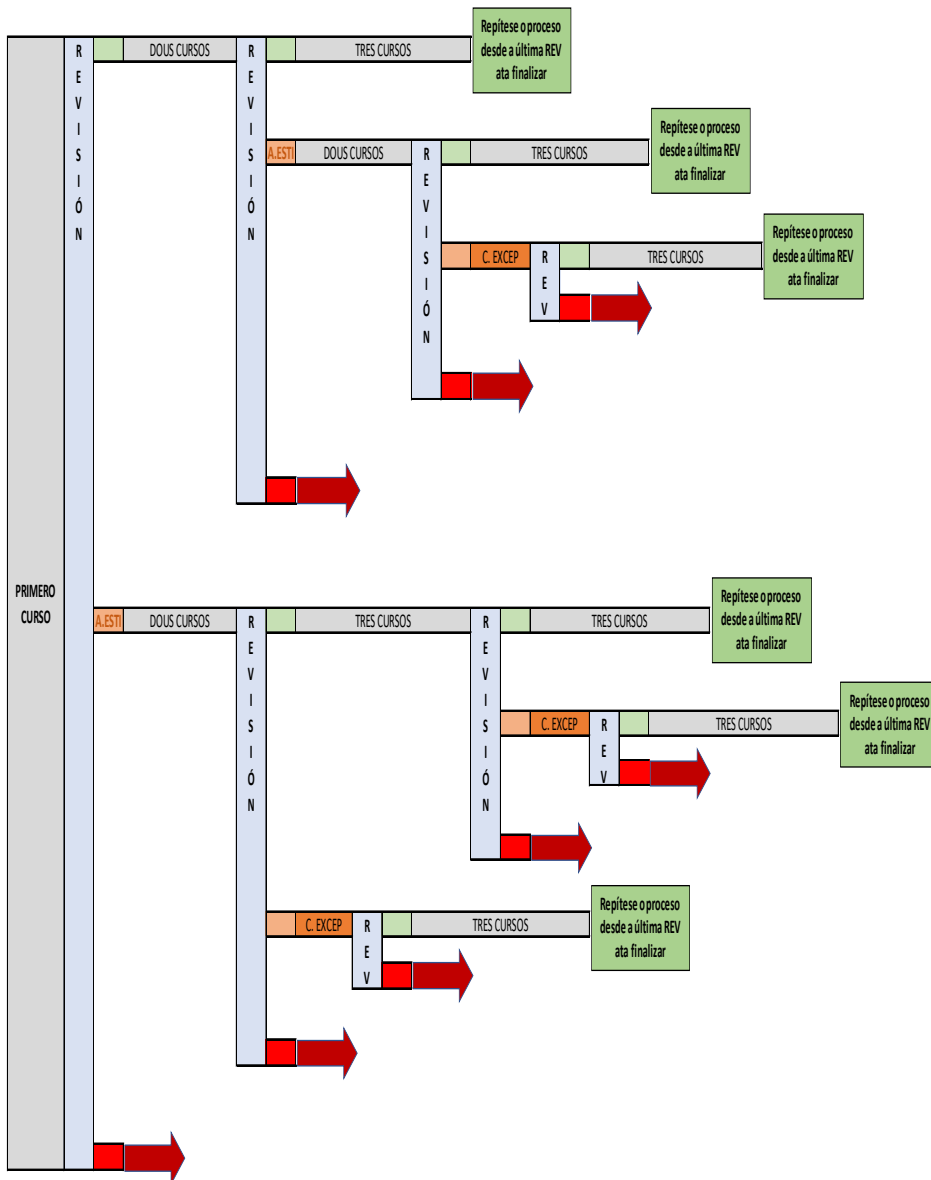 Repítese o proceso
desde a última REV
ata finalizar
R
E
V
I
S
I
Ó
N
DOUS CURSOS
R
E
V
I
S
I
Ó
N
TRES CURSOS
Repítese o proceso
desde a última REV
ata finalizar
A.ESTI
DOUS CURSOS
R
E
V
I
S
I
Ó
N
TRES CURSOS
Repítese o proceso
desde a última REV
ata finalizar
C. EXCEP
R
E
V
TRES CURSOS
PRIMERO
CURSO
A.ESTI
DOUS CURSOS
R
E
V
I
S
I
Ó
N
TRES CURSOS
R
E
V
I
S
I
Ó
N
TRES CURSOS
Repítese o proceso
desde a última REV
ata finalizar
C. EXCEP
R
E
V
TRES CURSOS
Repítese o proceso
desde a última REV
ata finalizar
C. EXCEP
R
E
V
TRES CURSOS
Repítese o proceso
desde a última REV
ata finalizar